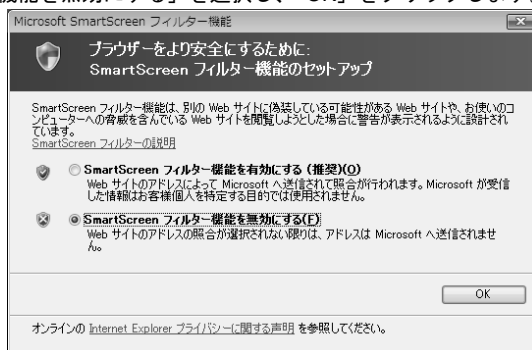 機能を無効にする」を選択し、「OK」をクリックします
Microsoft SmartScreen フィルター機能
ブラウザーをより安全にするために:
SmartScreen フィルター機能のセットアップ
SmartScreen フィルター機能は、別の Web サイトに偽装している可能性がある Web サイトや、お使いのコ
ンピューターへの脅威を含んでいる Web サイトを閲覧しようとした場合に警告が表示されるように設計され
ています。
SmartScreen フィルターの説明
SmartScreen フィルター機能を有効にする (推奨)(O)
Web サイトのアドレスによって Microsoft へ送信されて照合が行われます。Microsoft が受信
した情報はお客様個人を特定する目的では使用されません。
SmartScreen フィルター機能を無効にする(F)
Web サイトのアドレスの照合が選択されない限りは、アドレスは Microsoft へ送信されませ
ん。
OK
オンラインの Internet Explorer プライバシーに関する声明 を参照してください。